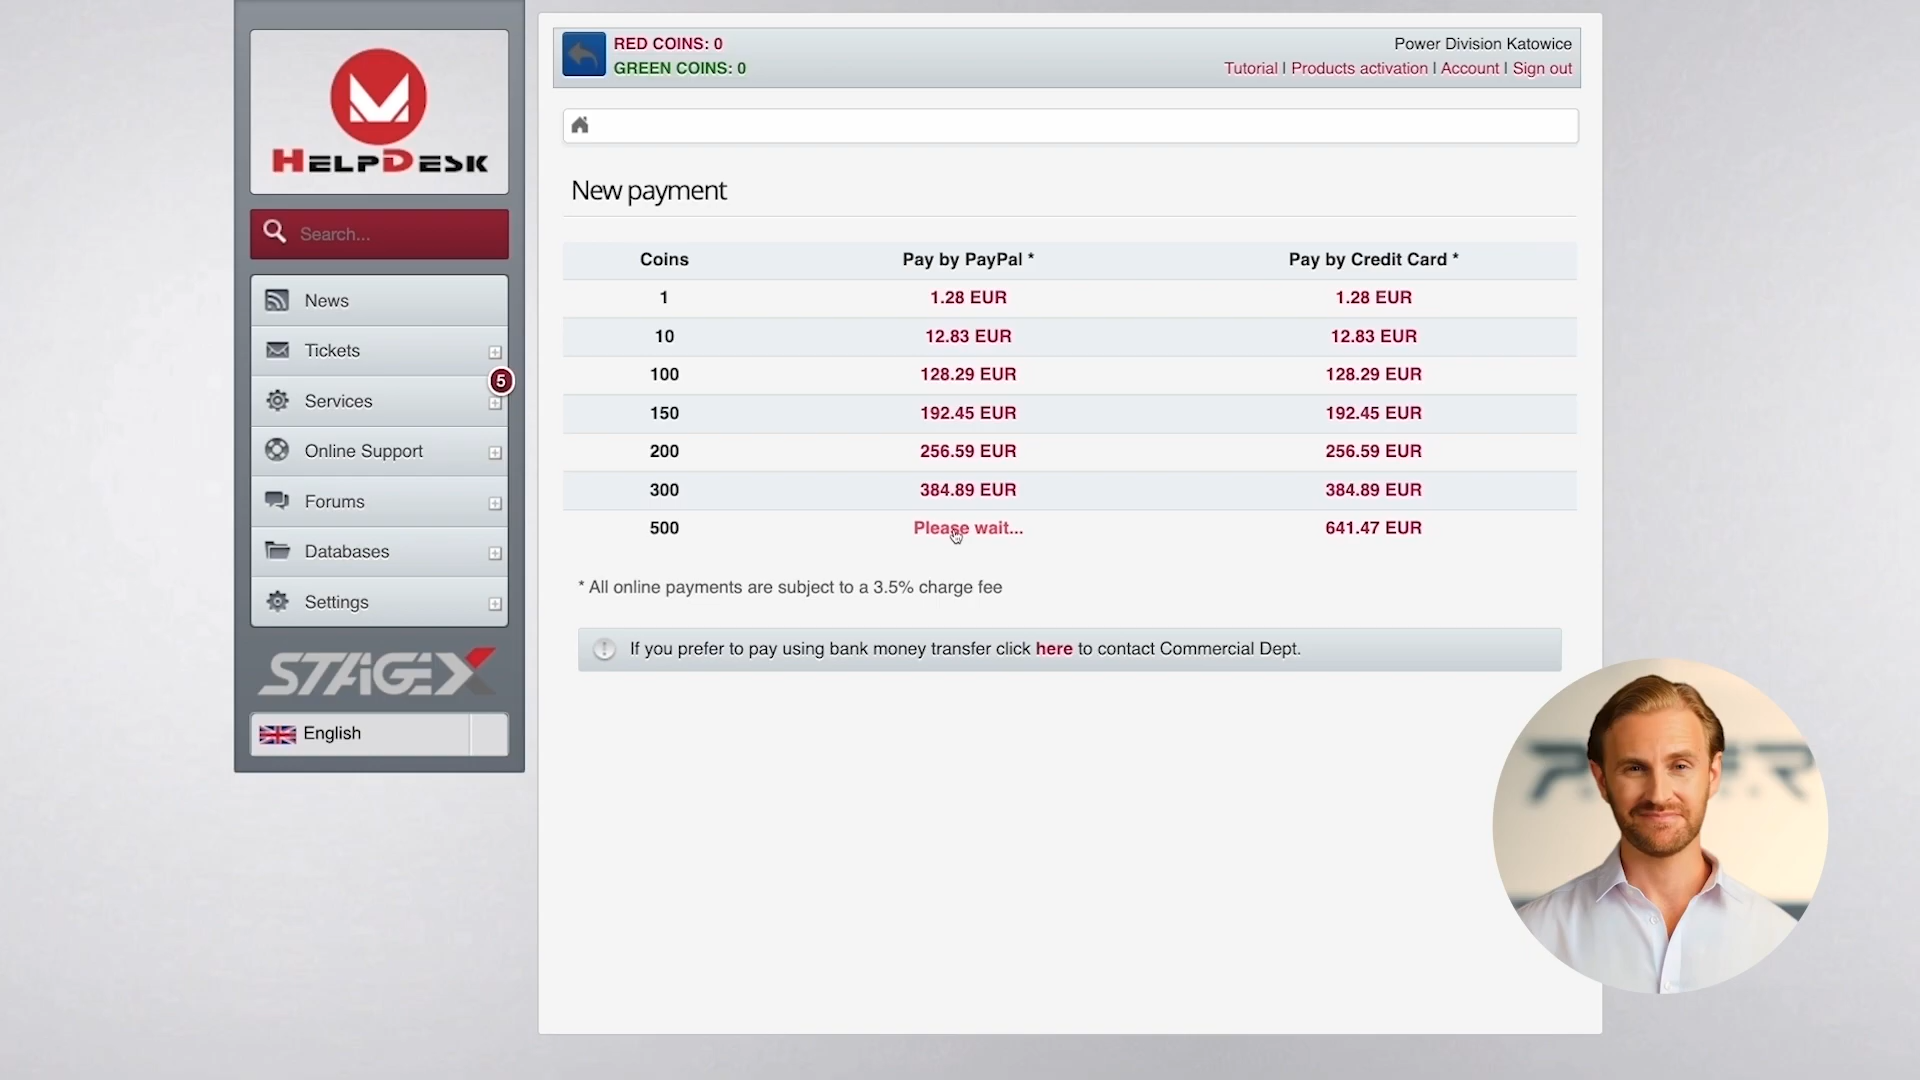 HELPDESK
Search...
News
Tickets
5
Services
Online Support
Forums
Databases
Settings
STAGEX
English
RED COINS: 0
GREEN COINS: 0
Power Division Katowice
Tutorial | Products activation | Account | Sign out
New payment
Coins Pay by PayPal * Pay by Credit Card *
1 1.28 EUR 1.28 EUR
10 12.83 EUR 12.83 EUR
100 128.29 EUR 128.29 EUR
150 192.45 EUR 192.45 EUR
200 256.59 EUR 256.59 EUR
300 384.89 EUR 384.89 EUR
500 Please wait... 641.47 EUR
* All online payments are subject to a 3.5% charge fee
If you prefer to pay using bank money transfer click here to contact Commercial Dept.